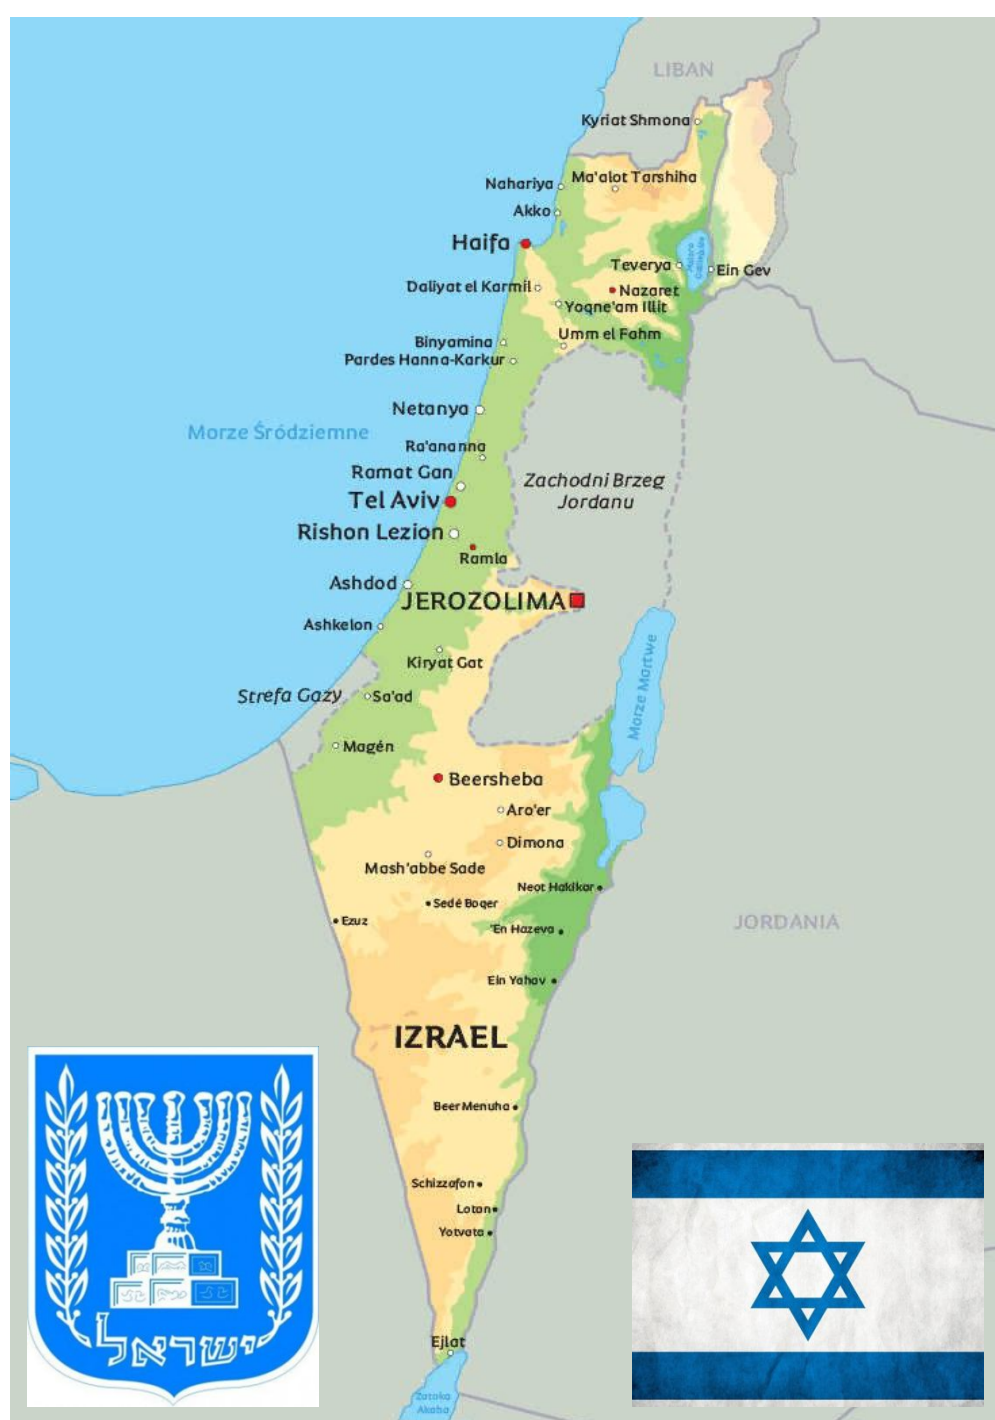 LIBAN
Kyriat Shmona
Ma'alot Tarshiha
Nahariya
Akko
Haifa
Jezioro
Galilejskie
Teverya
Ein Gev
Daliyat el Karmil
Nazaret
Yoqne'am Illit
Umm el Fahm
Binyamina
Pardes Hanna-Karkur
Netanya
Morze Śródziemne
Ra'ananna
Ramat Gan
Zachodni Brzeg
Jordanu
Tel Aviv
Rishon Lezion
Ramla
Ashdod
JEROZOLIMA
Ashkelon
Kiryat Gat
Morze Martwe
Strefa Gazy
Sa'ad
Magén
Beersheba
Aro'er
Dimona
Mash'abbe Sade
Neot Hakikar
Sedé Boqer
Ezuz
'En Hazeva
JORDANIA
Ein Yahav
IZRAEL
Beer Menuha
Schizzafon
Lotan
Yotvata
ישראל
Ejlat
Zatoka
Akaba